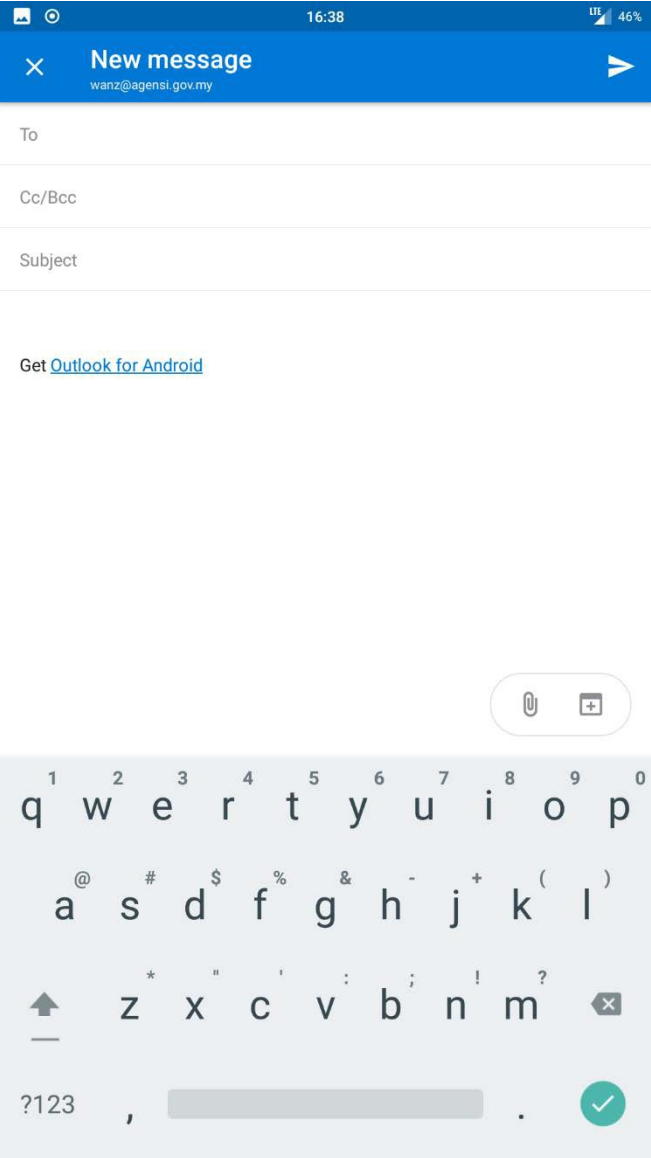 16:38
LTE
46%
New message
wanz@agensi.gov.my
To
Cc/Bcc
Subject
Get Outlook for Android
1 2 3 4 5 6 7 8 9 0
q w e r t y u i o p
@ # $ % & - + ( )
a s d f g h j k l
* " ' : ; ! ?
z x c v b n m
?123 , .